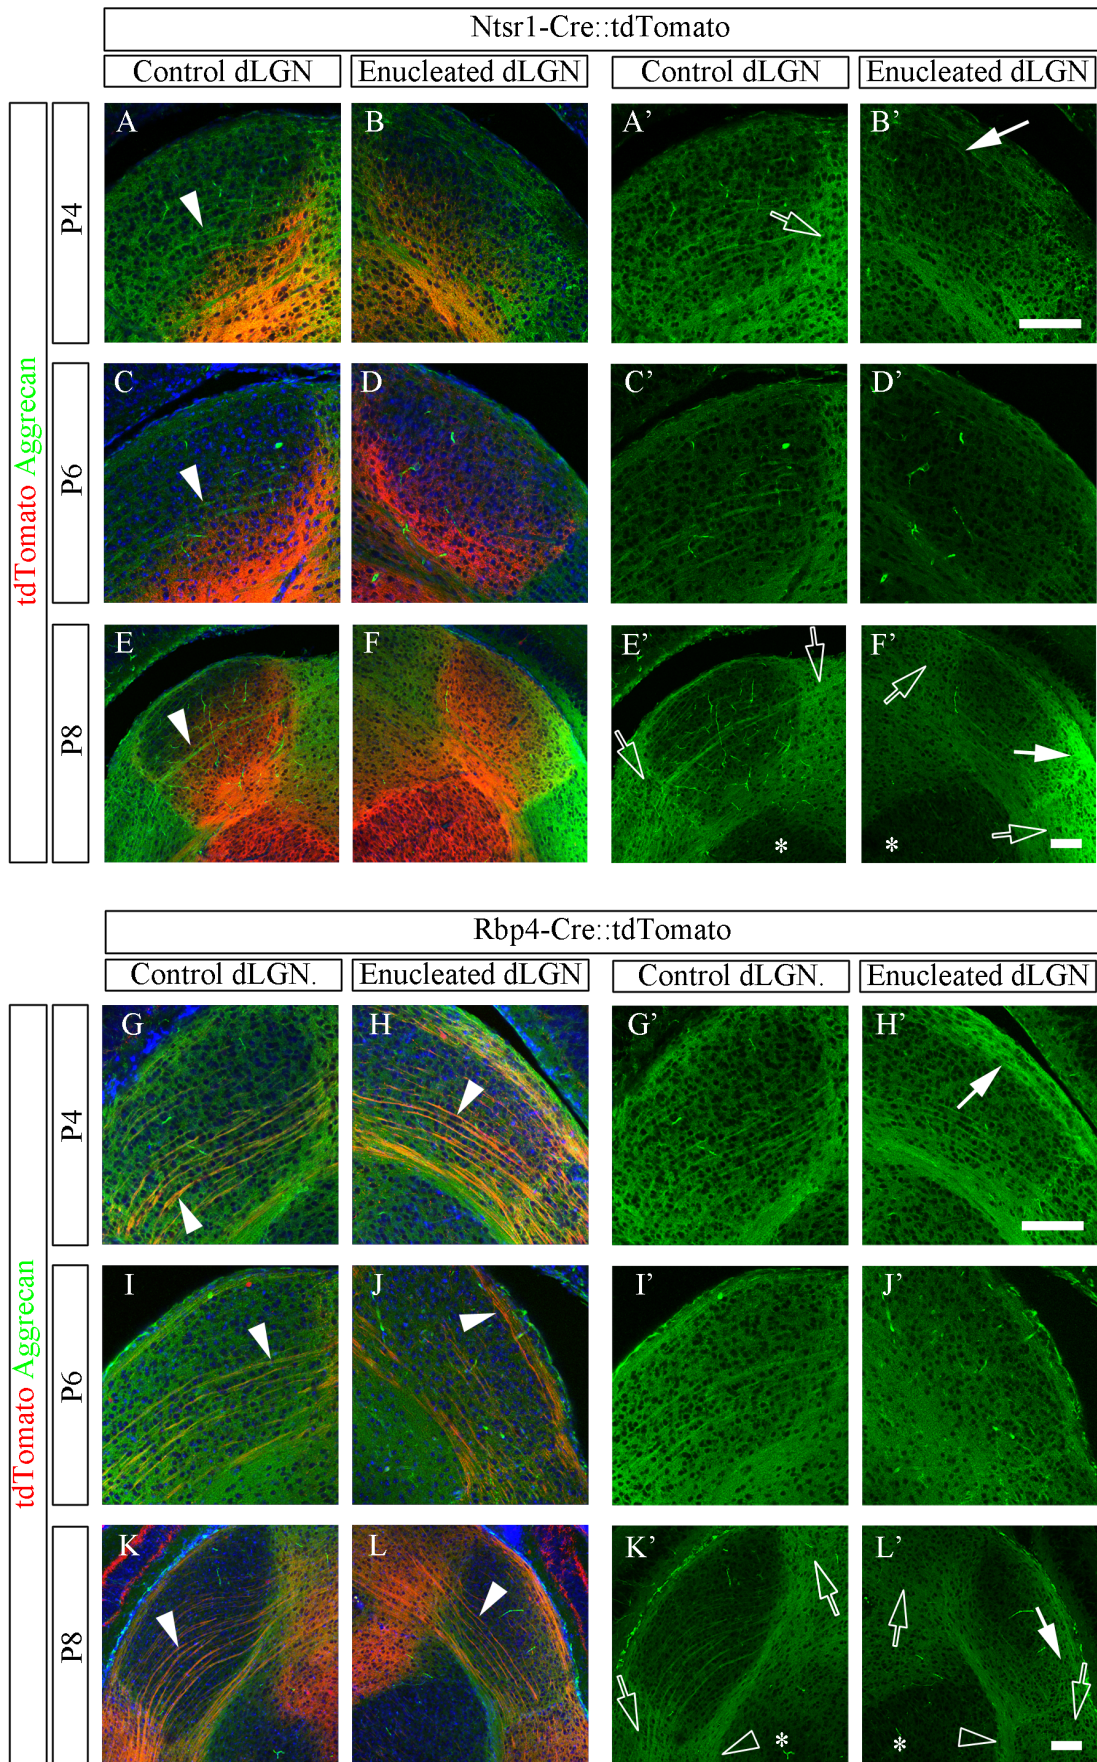 Ntsr1-Cre::tdTomato
Control dLGN
Enucleated dLGN
Control dLGN
Enucleated dLGN
tdTomato Aggrecan
P4
A
B
A’
B’
P6
C
D
C’
D’
P8
E
F
E’
F’
*
*
Rbp4-Cre::tdTomato
Control dLGN.
Enucleated dLGN
Control dLGN.
Enucleated dLGN
tdTomato Aggrecan
P4
G
H
G’
H’
P6
I
J
I’
J’
P8
K
L
K’
L’
*
*